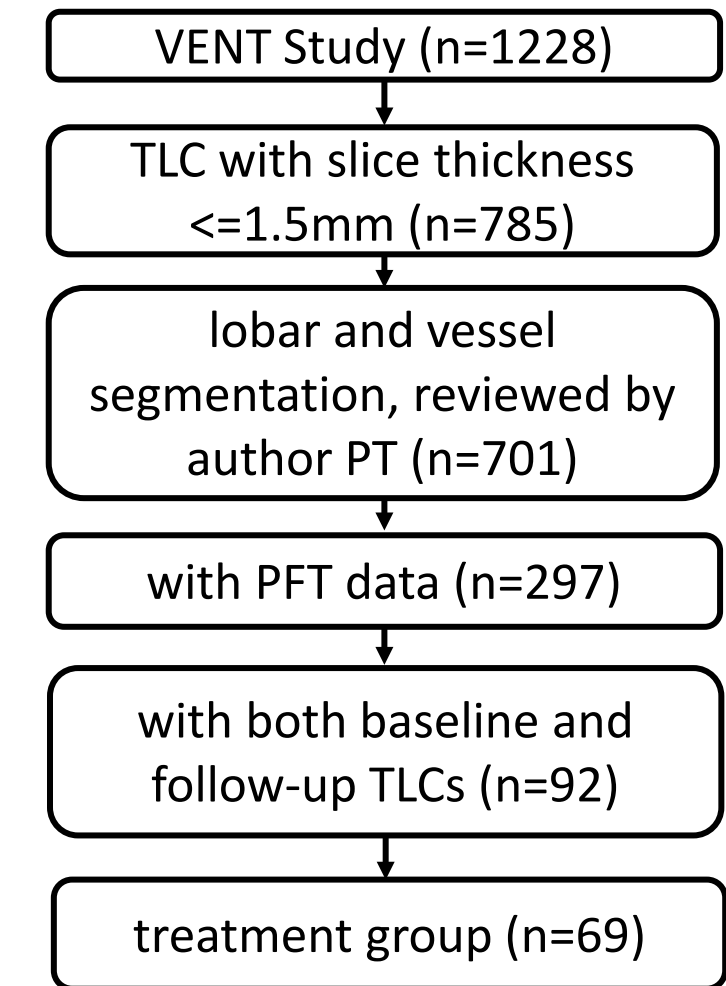 VENT Study (n=1228)
TLC with slice thickness
<=1.5mm (n=785)
lobar and vessel
segmentation, reviewed by
author PT (n=701)
with PFT data (n=297)
with both baseline and
follow-up TLCs (n=92)
treatment group (n=69)